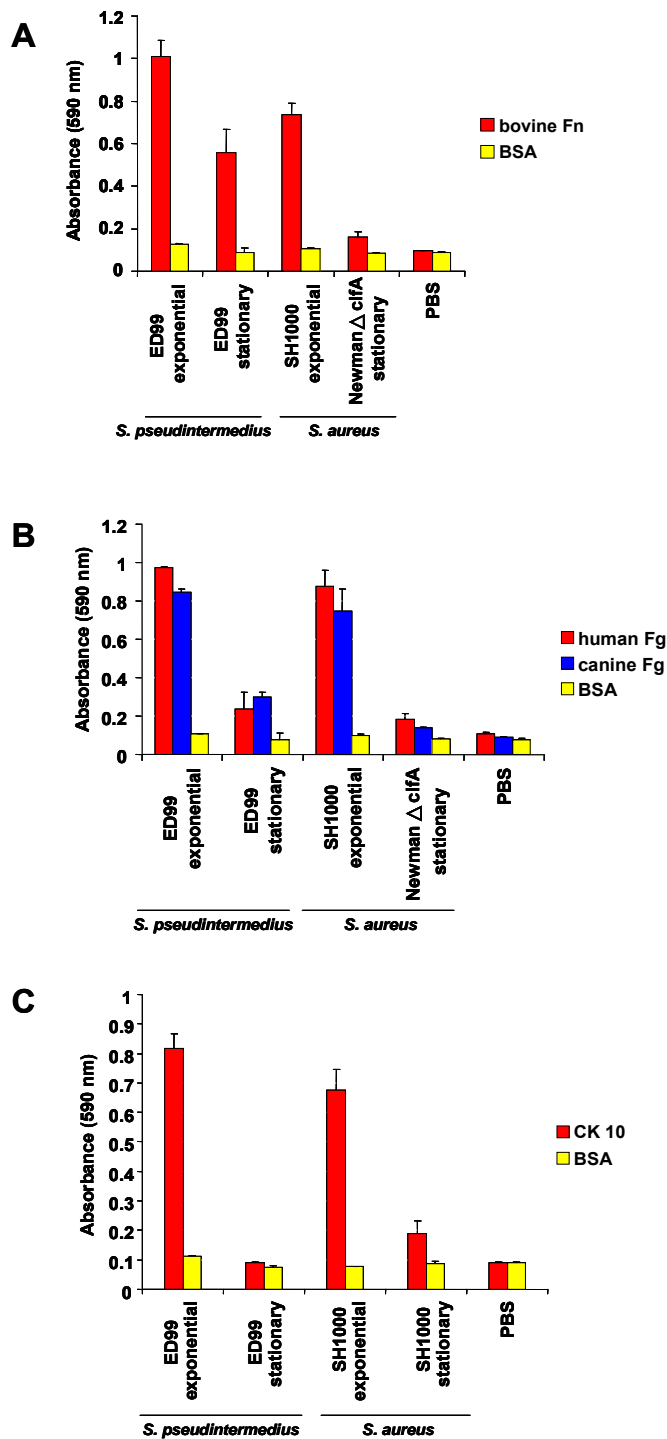 A
Absorbance (590 nm)
1.2
1
0.8
0.6
0.4
0.2
0
bovine Fn
BSA
ED99
exponential
ED99
stationary
SH1000
exponential
Newman △ clfA
stationary
PBS
S. pseudintermedius
S. aureus
B
Absorbance (590 nm)
1.2
1
0.8
0.6
0.4
0.2
0
human Fg
canine Fg
BSA
ED99
exponential
ED99
stationary
SH1000
exponential
Newman △ clfA
stationary
PBS
S. pseudintermedius
S. aureus
C
Absorbance (590 nm)
1
0.9
0.8
0.7
0.6
0.5
0.4
0.3
0.2
0.1
0
CK 10
BSA
ED99
exponential
ED99
stationary
SH1000
exponential
SH1000
stationary
PBS
S. pseudintermedius
S. aureus